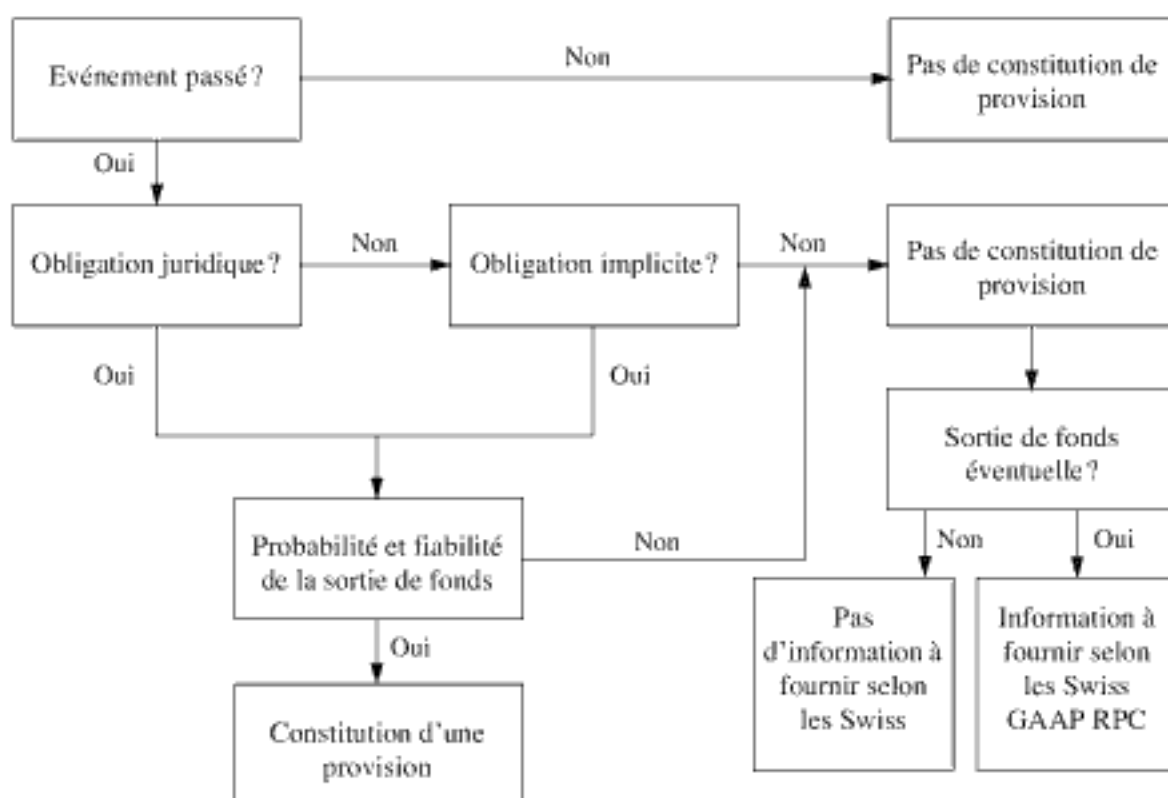 Evénement passé ?
Non
Pas de constitution de
provision
Oui
Obligation juridique ?
Non
Obligation implicite ?
Non
Pas de constitution de
provision
Oui
Oui
Sortie de fonds
éventuelle ?
Probabilité et fiabilité
de la sortie de fonds
Non
Non
Oui
Oui
Pas
d’information à
fournir selon
les Swiss
Information à
fournir selon
les Swiss
GAAP RPC
Constitution d’une
provision